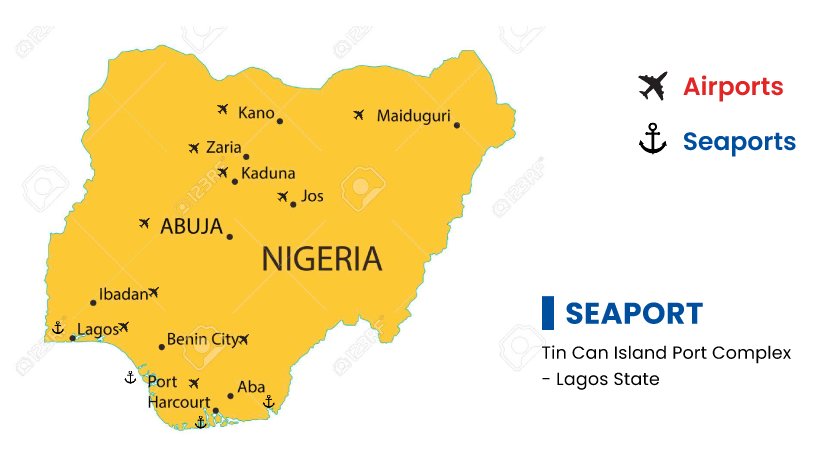 Airports
Seaports
Kano
Maiduguri
Zaria
Kaduna
Jos
ABUJA
NIGERIA
Ibadan
Lagos
Benin City
Port
Harcourt
Aba
SEAPORT
Tin Can Island Port Complex
- Lagos State
123RF